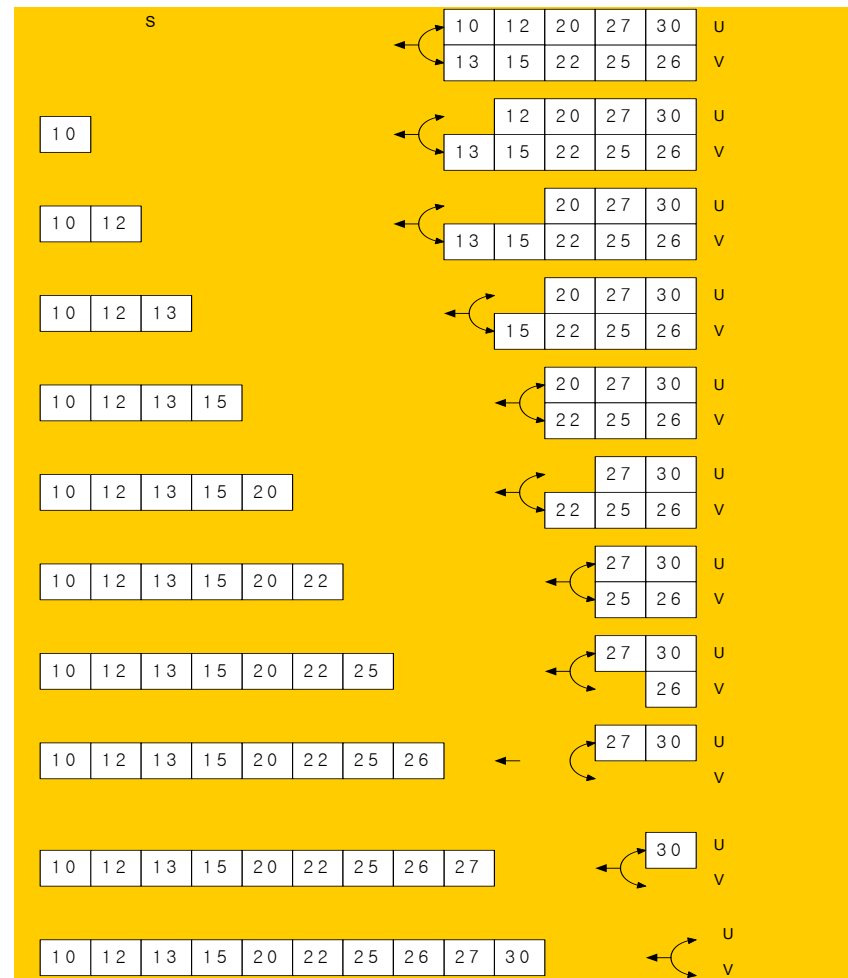 S
10 12 20 27 30 U
13 15 22 25 26 V
10
12 20 27 30 U
13 15 22 25 26 V
10 12
20 27 30 U
13 15 22 25 26 V
10 12 13
20 27 30 U
15 22 25 26 V
10 12 13 15
20 27 30 U
22 25 26 V
10 12 13 15 20
27 30 U
22 25 26 V
10 12 13 15 20 22
27 30 U
25 26 V
10 12 13 15 20 22 25
27 30 U
26 V
10 12 13 15 20 22 25 26
27 30 U
V
10 12 13 15 20 22 25 26 27
30 U
V
10 12 13 15 20 22 25 26 27 30
U
V